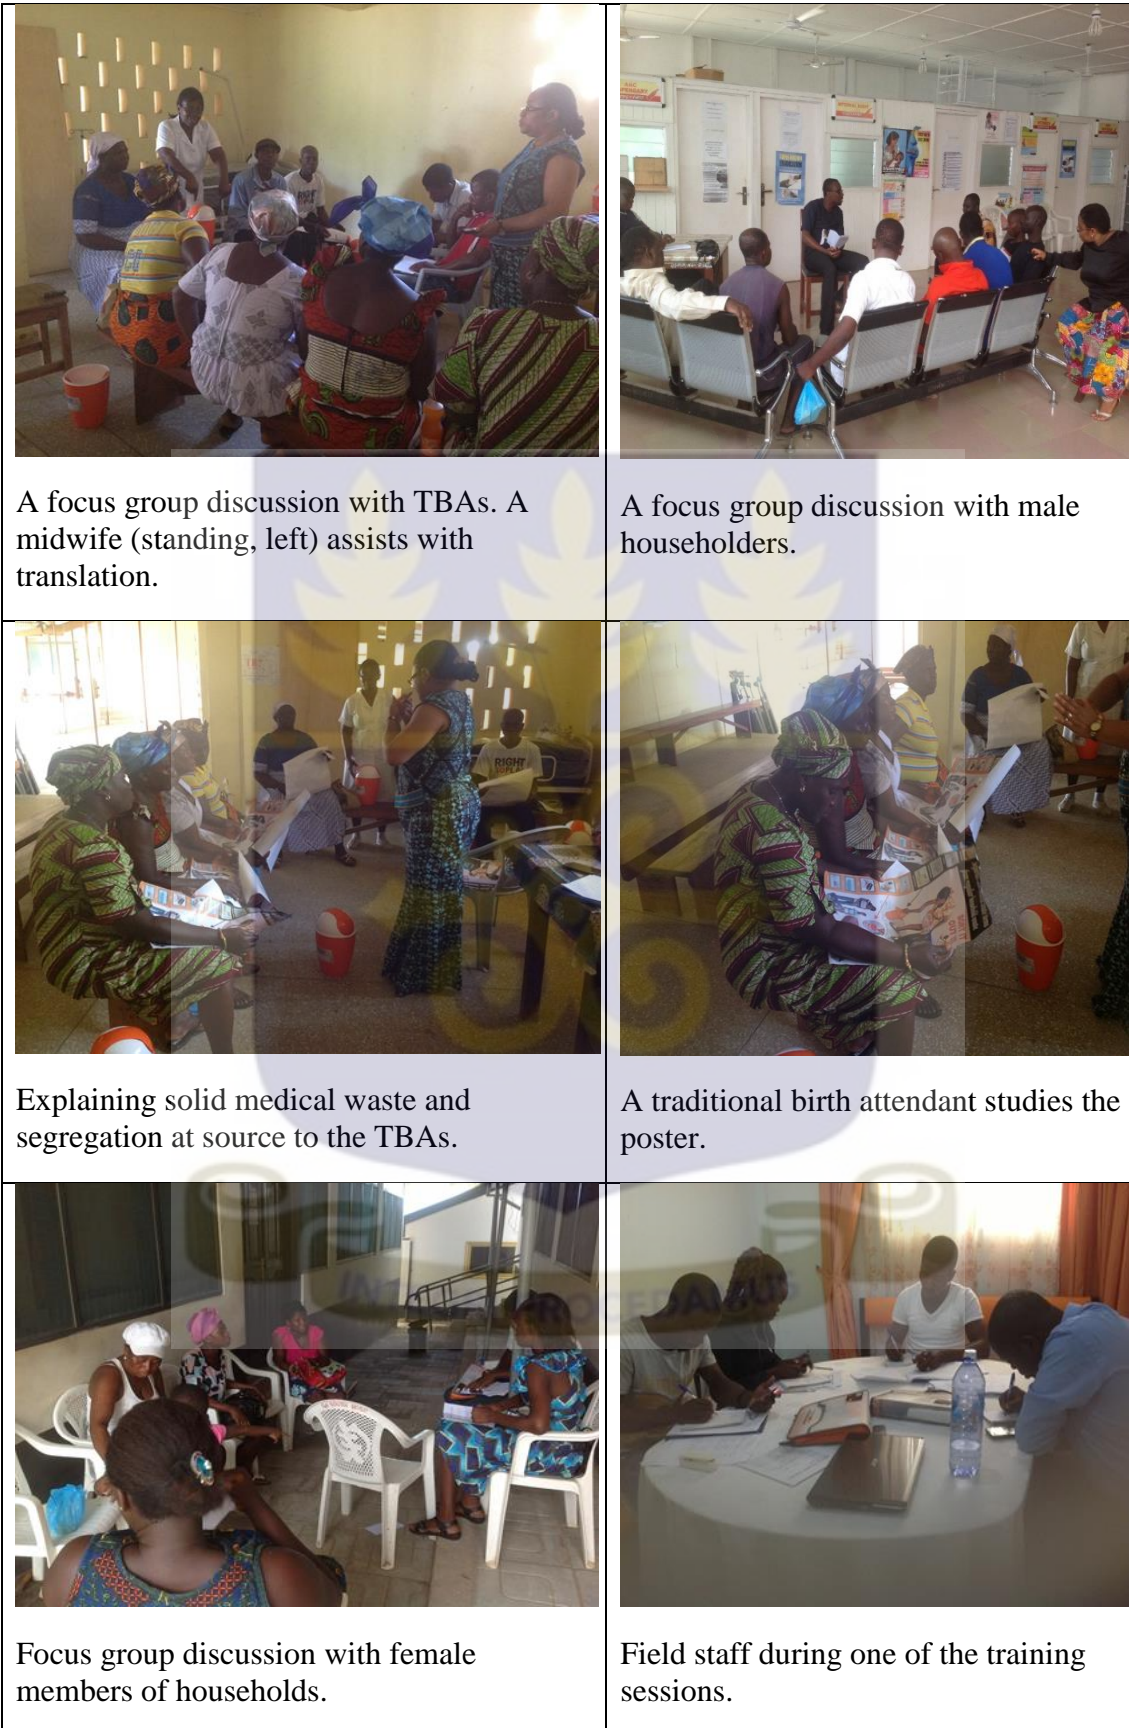 A focus group discussion with TBAs. A
midwife (standing, left) assists with
translation.
A focus group discussion with male
householders.
Explaining solid medical waste and
segregation at source to the TBAs.
A traditional birth attendant studies the
poster.
Focus group discussion with female
members of households.
Field staff during one of the training
sessions.
RIGHT
RIGHT